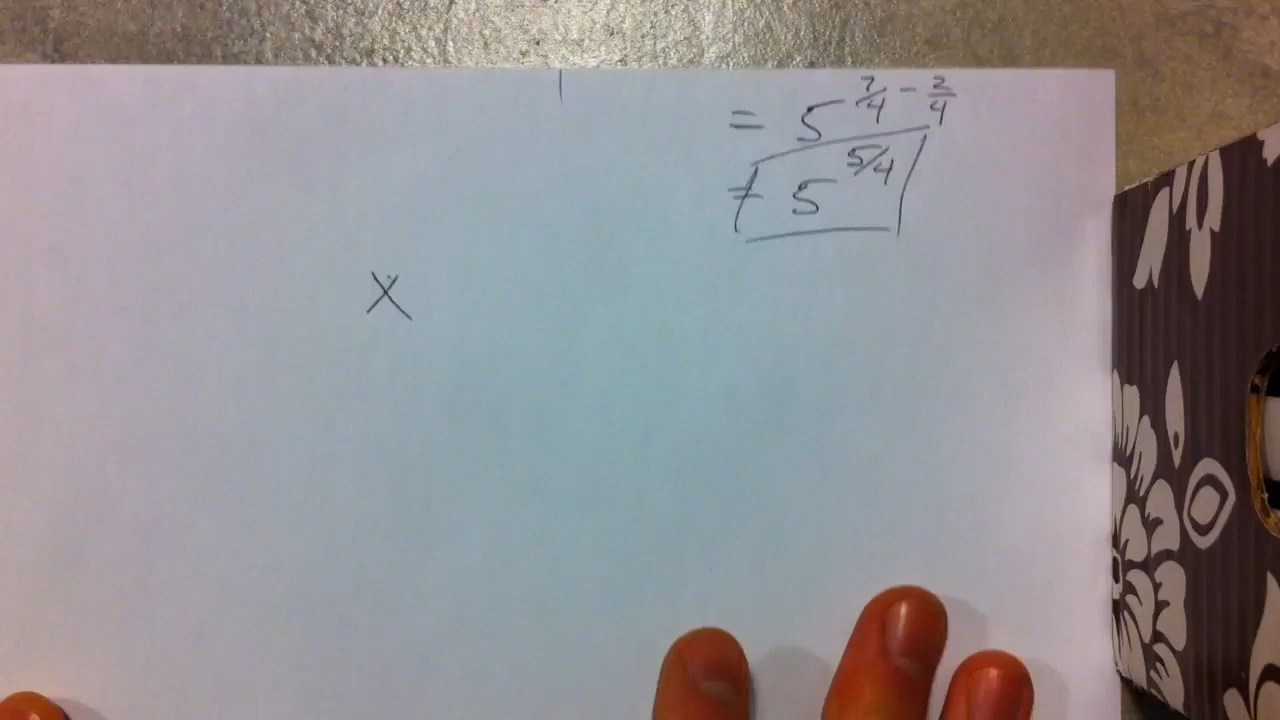 = 5^(7/4 - 2/4)
= 5^(5/4)
X